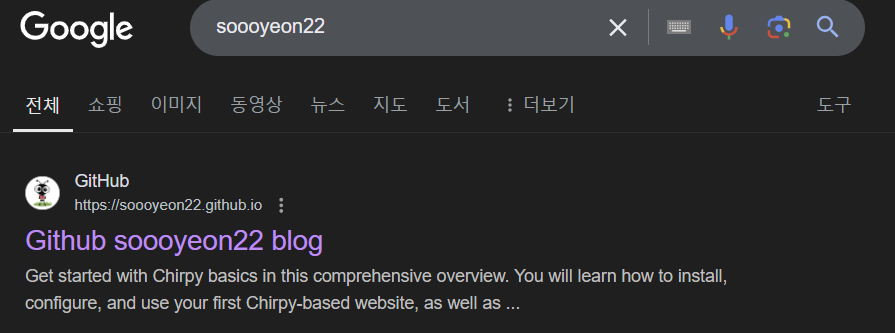 Google
soooyeon22
전체 쇼핑 이미지 동영상 뉴스 지도 도서 더보기 도구
GitHub
https://soooyeon22.github.io
Github soooyeon22 blog
Get started with Chirpy basics in this comprehensive overview. You will learn how to install,
configure, and use your first Chirpy-based website, as well as ...